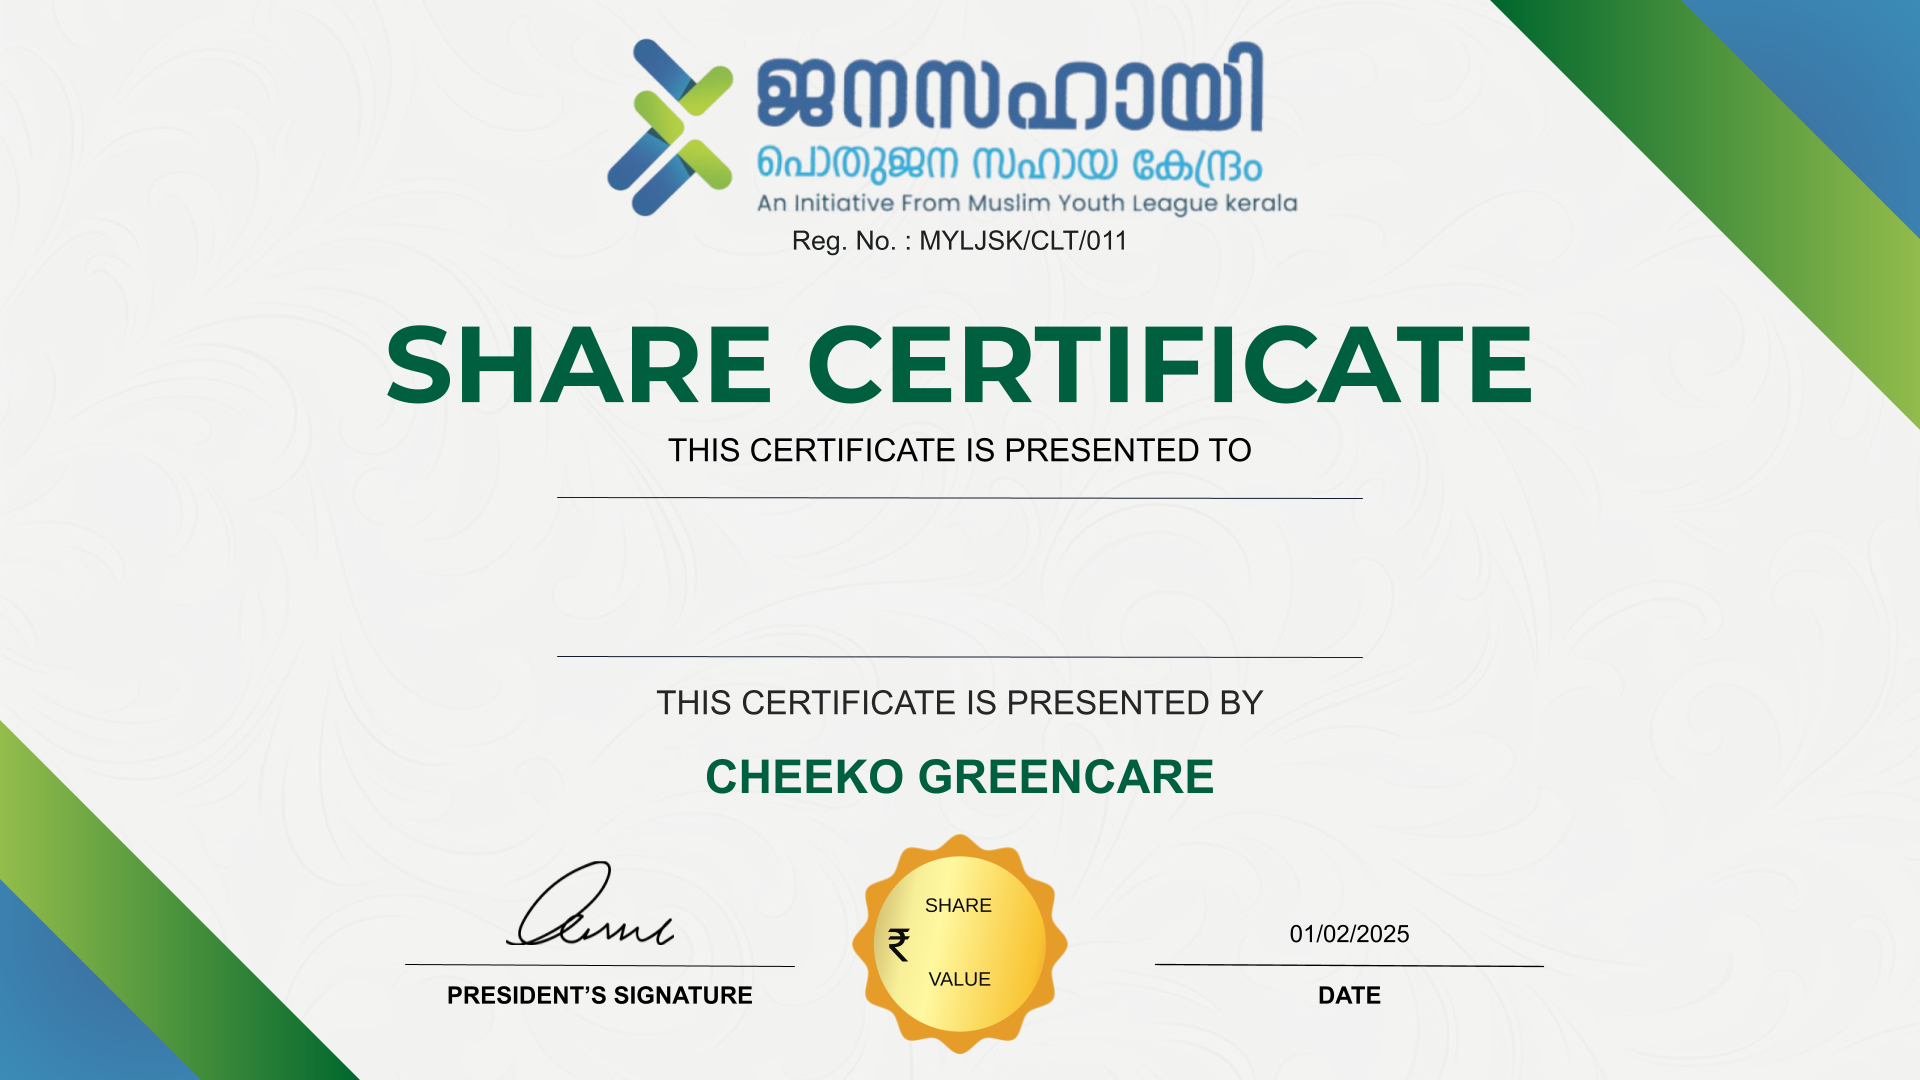 ജനസഹായി
പൊതുജന സഹായ കേന്ദ്രം
An Initiative From Muslim Youth League kerala
Reg. No. : MYLJSK/CLT/011
SHARE CERTIFICATE
THIS CERTIFICATE IS PRESENTED TO
THIS CERTIFICATE IS PRESENTED BY
CHEEKO GREENCARE
SHARE
₹
VALUE
01/02/2025
PRESIDENT’S SIGNATURE
DATE